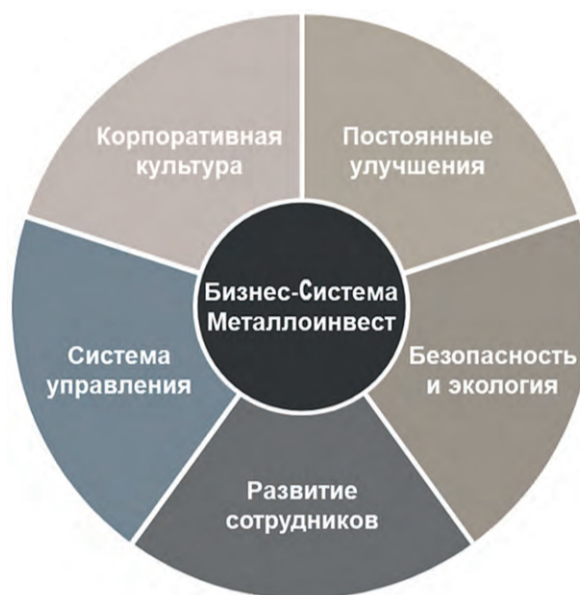 Корпоративная
культура
Постоянные
улучшения
Бизнес-Система
Металлоинвест
Система
управления
Безопасность
и экология
Развитие
сотрудников